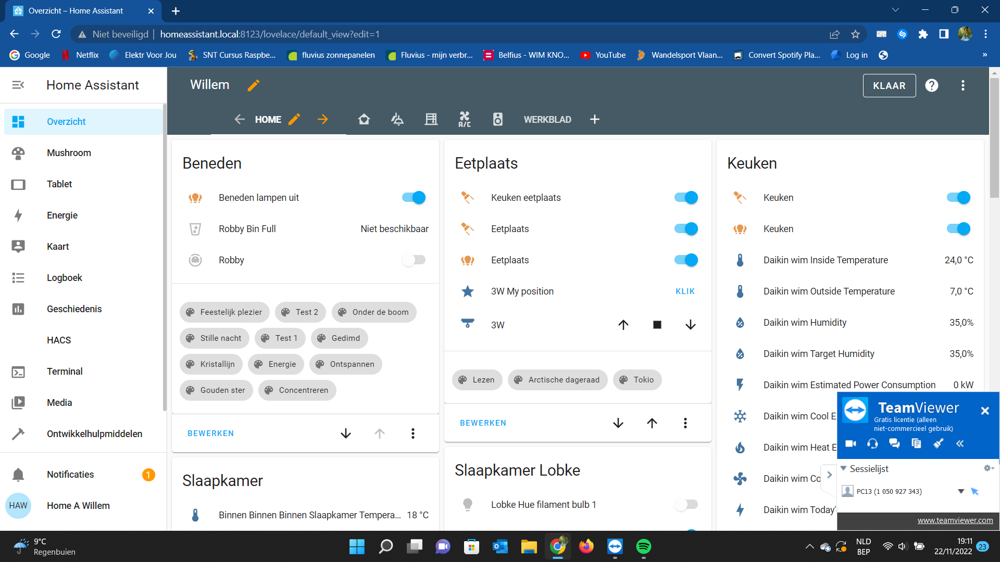 Overzicht – Home Assistant
Niet beveiligd | homeassistant.local:8123/lovelace/default_view?edit=1
Google
Netflix
Elektr Voor Jou
SNT Cursus Raspbe...
fluvius zonnepanelen
Fluvius - mijn verbr...
Belfius - WIM KNO...
YouTube
Wandelsport Vlaan...
Convert Spotify Pla...
Log in
»
Home Assistant
Overzicht
Mushroom
Tablet
Energie
Kaart
Logboek
Geschiedenis
HACS
Terminal
Media
Ontwikkelhulpmiddelen
Notificaties
1
HAW
Home A Willem
Willem
KLAAR
HOME
A/C
WERKBLAD
Beneden
Beneden lampen uit
Robby Bin Full
Niet beschikbaar
Robby
Feestelijk plezier
Test 2
Onder de boom
Stille nacht
Test 1
Gedimd
Kristallijn
Energie
Ontspannen
Gouden ster
Concentreren
BEWERKEN
Slaapkamer
Binnen Binnen Binnen Slaapkamer Tempera...
18 °C
Eetplaats
Keuken eetplaats
Eetplaats
Eetplaats
3W My position
KLIK
3W
Lezen
Arctische dageraad
Tokio
BEWERKEN
Slaapkamer Lobke
Lobke Hue filament bulb 1
Keuken
Keuken
Keuken
Daikin wim Inside Temperature
24,0 °C
Daikin wim Outside Temperature
7,0 °C
Daikin wim Humidity
35,0%
Daikin wim Target Humidity
35,0%
Daikin wim Estimated Power Consumption
0 kW
Daikin wim Cool E
Daikin wim Heat E
Daikin wim Co
Daikin wim Today'
TeamViewer
Gratis licentie (alleen
niet-commercieel gebruik)
Sessielijst
PC13 (1 050 927 343)
www.teamviewer.com
9°C
Regenbuien
NLD
BEP
19:11
22/11/2022
23